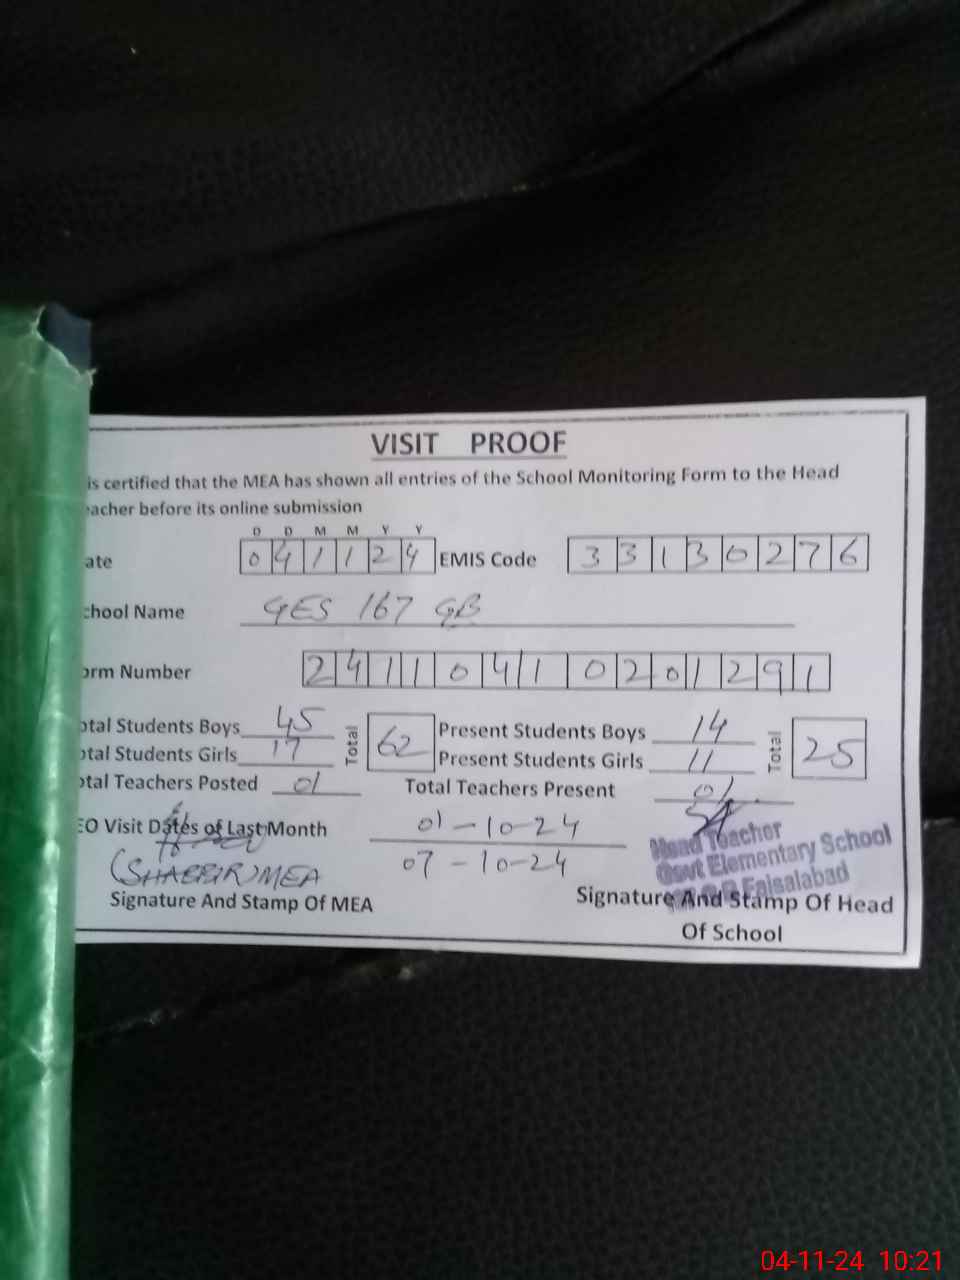 VISIT PROOF
is certified that the MEA has shown all entries of the School Monitoring Form to the Head
eacher before its online submission
D D M M Y Y
ate 0 4 1 1 2 4 EMIS Code 3 3 1 3 0 2 7 6
chool Name GES 167 GB
orm Number 2 4 1 1 0 4 1 1 0 2 0 1 2 9 1
otal Students Boys 45 Total 62 Present Students Boys 14 Total 25
otal Students Girls 17 Present Students Girls 11
otal Teachers Posted 01 Total Teachers Present 01
EO Visit Dates of Last Month 01-10-24
07-10-24
(SHABBIR) MEA
Signature And Stamp Of MEA
Head Teacher
Govt Elementary School
Faisalabad
Signature And Stamp Of Head
Of School
04-11-24 10:21